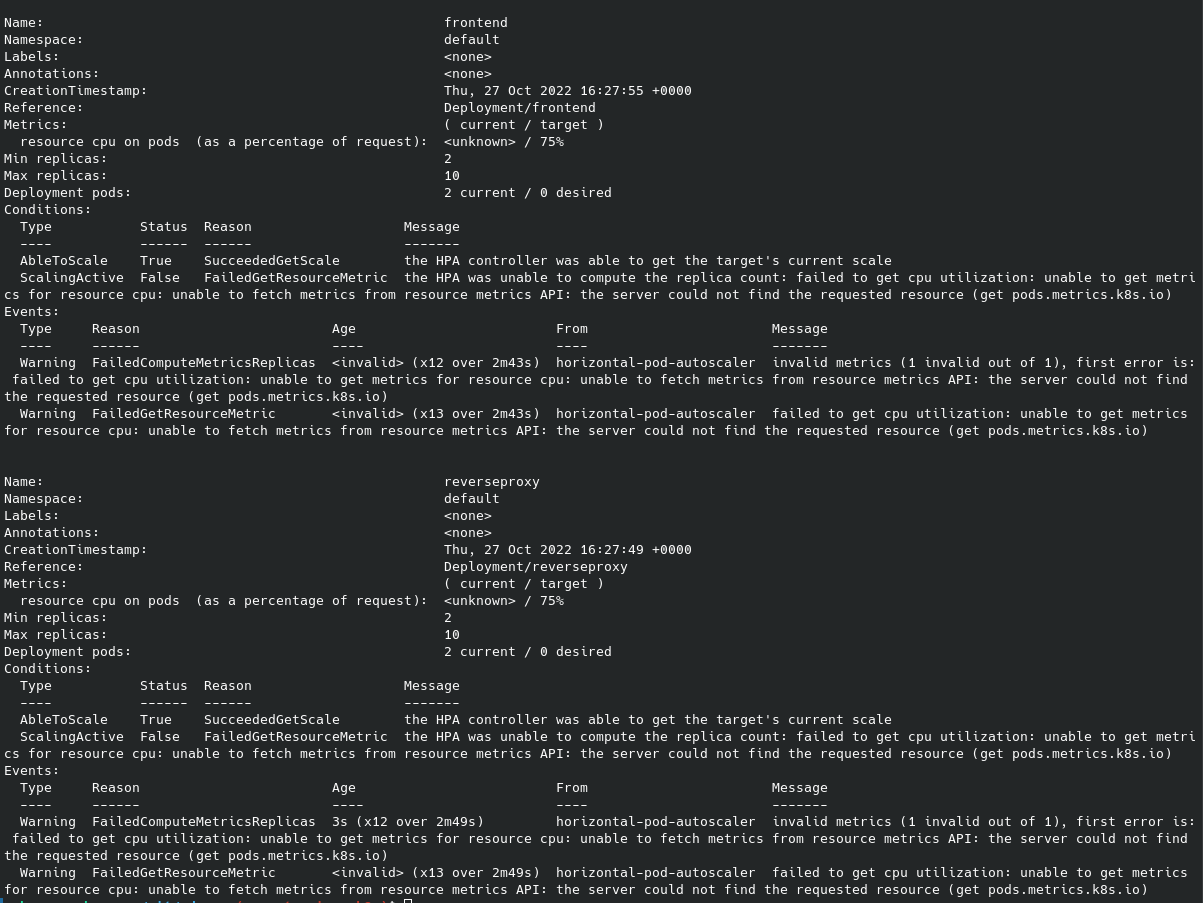 Name:                                                  frontend
Namespace:                                             default
Labels:                                                <none>
Annotations:                                           <none>
CreationTimestamp:                                     Thu, 27 Oct 2022 16:27:55 +0000
Reference:                                             Deployment/frontend
Metrics:                                               ( current / target )
  resource cpu on pods  (as a percentage of request):  <unknown> / 75%
Min replicas:                                          2
Max replicas:                                          10
Deployment pods:                                       2 current / 0 desired
Conditions:
  Type           Status  Reason                   Message
  ----           ------  ------                   -------
  AbleToScale    True    SucceededGetScale        the HPA controller was able to get the target's current scale
  ScalingActive  False   FailedGetResourceMetric  the HPA was unable to compute the replica count: failed to get cpu utilization: unable to get metri
cs for resource cpu: unable to fetch metrics from resource metrics API: the server could not find the requested resource (get pods.metrics.k8s.io)
Events:
  Type     Reason                        Age                         From                       Message
  ----     ------                        ----                        ----                       -------
  Warning  FailedComputeMetricsReplicas  <invalid> (x12 over 2m43s)  horizontal-pod-autoscaler  invalid metrics (1 invalid out of 1), first error is:
 failed to get cpu utilization: unable to get metrics for resource cpu: unable to fetch metrics from resource metrics API: the server could not find
the requested resource (get pods.metrics.k8s.io)
  Warning  FailedGetResourceMetric       <invalid> (x13 over 2m43s)  horizontal-pod-autoscaler  failed to get cpu utilization: unable to get metrics
for resource cpu: unable to fetch metrics from resource metrics API: the server could not find the requested resource (get pods.metrics.k8s.io)
Name:                                                  reverseproxy
Namespace:                                             default
Labels:                                                <none>
Annotations:                                           <none>
CreationTimestamp:                                     Thu, 27 Oct 2022 16:27:49 +0000
Reference:                                             Deployment/reverseproxy
Metrics:                                               ( current / target )
  resource cpu on pods  (as a percentage of request):  <unknown> / 75%
Min replicas:                                          2
Max replicas:                                          10
Deployment pods:                                       2 current / 0 desired
Conditions:
  Type           Status  Reason                   Message
  ----           ------  ------                   -------
  AbleToScale    True    SucceededGetScale        the HPA controller was able to get the target's current scale
  ScalingActive  False   FailedGetResourceMetric  the HPA was unable to compute the replica count: failed to get cpu utilization: unable to get metri
cs for resource cpu: unable to fetch metrics from resource metrics API: the server could not find the requested resource (get pods.metrics.k8s.io)
Events:
  Type     Reason                        Age                         From                       Message
  ----     ------                        ----                        ----                       -------
  Warning  FailedComputeMetricsReplicas  3s (x12 over 2m49s)         horizontal-pod-autoscaler  invalid metrics (1 invalid out of 1), first error is:
 failed to get cpu utilization: unable to get metrics for resource cpu: unable to fetch metrics from resource metrics API: the server could not find
the requested resource (get pods.metrics.k8s.io)
  Warning  FailedGetResourceMetric       <invalid> (x13 over 2m49s)  horizontal-pod-autoscaler  failed to get cpu utilization: unable to get metrics
for resource cpu: unable to fetch metrics from resource metrics API: the server could not find the requested resource (get pods.metrics.k8s.io)